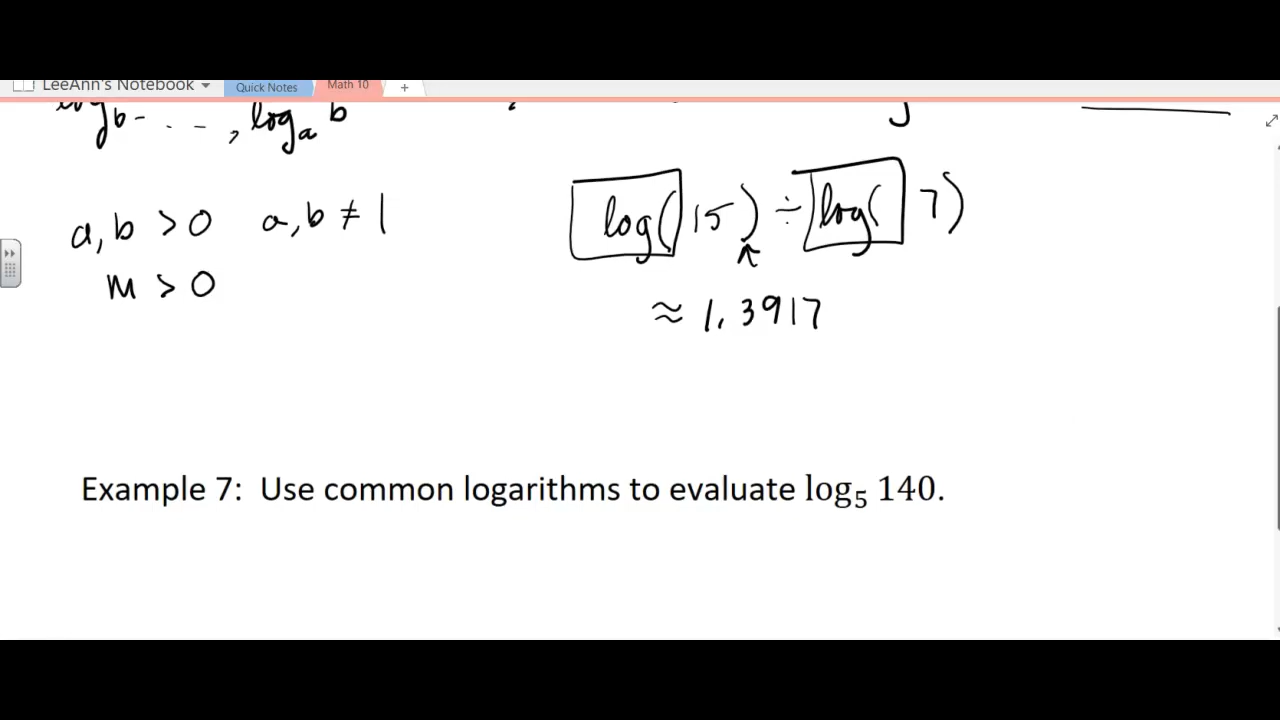 LeeAnn's Notebook
Quick Notes
Math 10
+
log_b - . . - , log_a b
a, b > 0 a, b ≠ 1
m > 0
log( 15 ) ÷ log( 7 )
≈ 1.3917
Example 7: Use common logarithms to evaluate log₅ 140.